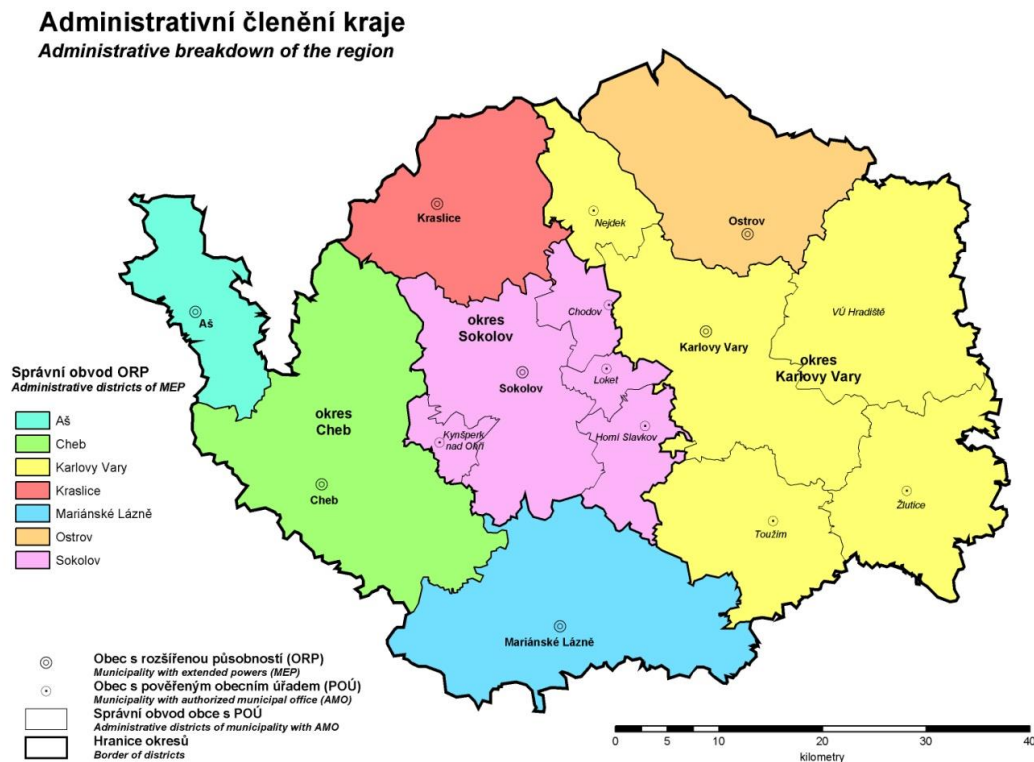 Administrativní členění kraje
Administrative breakdown of the region
Kraslice
Nejdek
Ostrov
Aš
Chodov
VÚ Hradiště
okres
Sokolov
Karlovy Vary
okres
Karlovy Vary
Loket
Sokolov
Správní obvod ORP
Administrative districts of MEP
okres
Cheb
Kynšperk
nad Ohří
Horní Slavkov
Cheb
Toužim
Žlutice
Aš
Cheb
Karlovy Vary
Kraslice
Mariánské Lázně
Ostrov
Sokolov
Mariánské Lázně
Obec s rozšířenou působností (ORP)
Municipality with extended powers (MEP)
Obec s pověřeným obecním úřadem (POÚ)
Municipality with authorized municipal office (AMO)
Správní obvod obce s POÚ
Administrative districts of municipality with AMO
Hranice okresů
Border of districts
0 5 10 20 30 40
kilometry